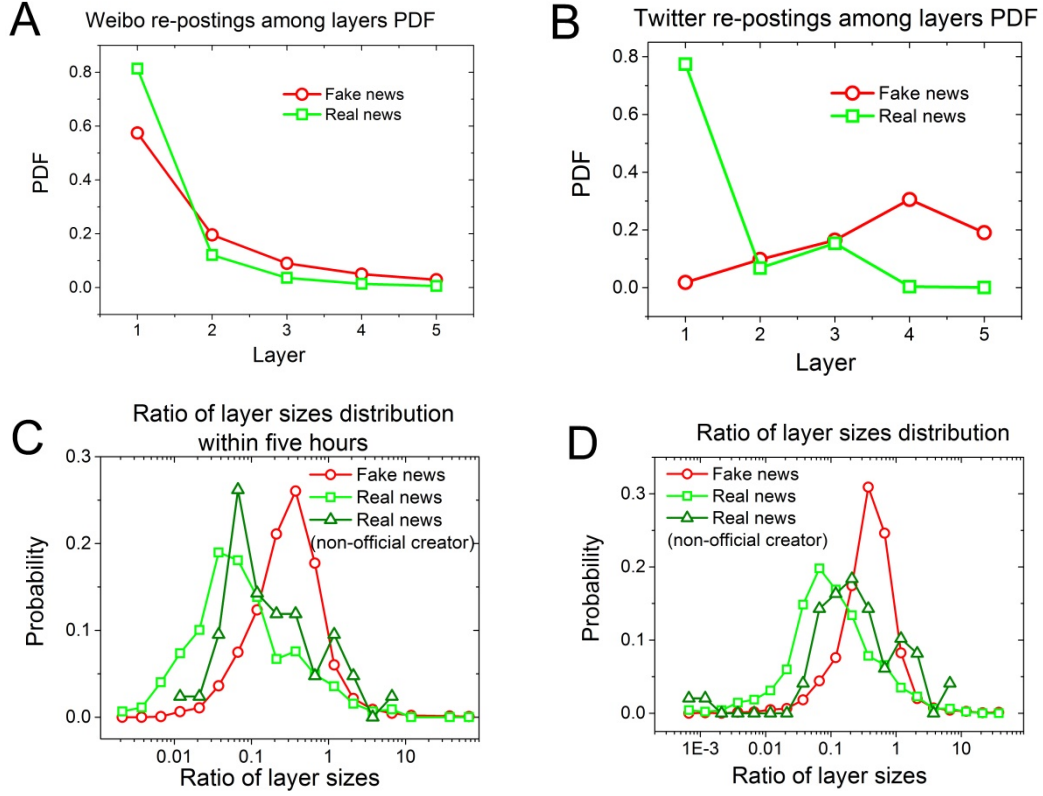 A
Weibo re-postings among layers PDF
PDF
0.8
0.6
0.4
0.2
0.0
Fake news
Real news
1 2 3 4 5
Layer
B
Twitter re-postings among layers PDF
PDF
0.8
0.6
0.4
0.2
0.0
Fake news
Real news
1 2 3 4 5
Layer
C
Ratio of layer sizes distribution
within five hours
Probability
0.3
0.2
0.1
0.0
Fake news
Real news
Real news
(non-official creator)
0.01 0.1 1 10
Ratio of layer sizes
D
Ratio of layer sizes distribution
Probability
0.3
0.2
0.1
0.0
Fake news
Real news
Real news
(non-official creator)
1E-3 0.01 0.1 1 10
Ratio of layer sizes